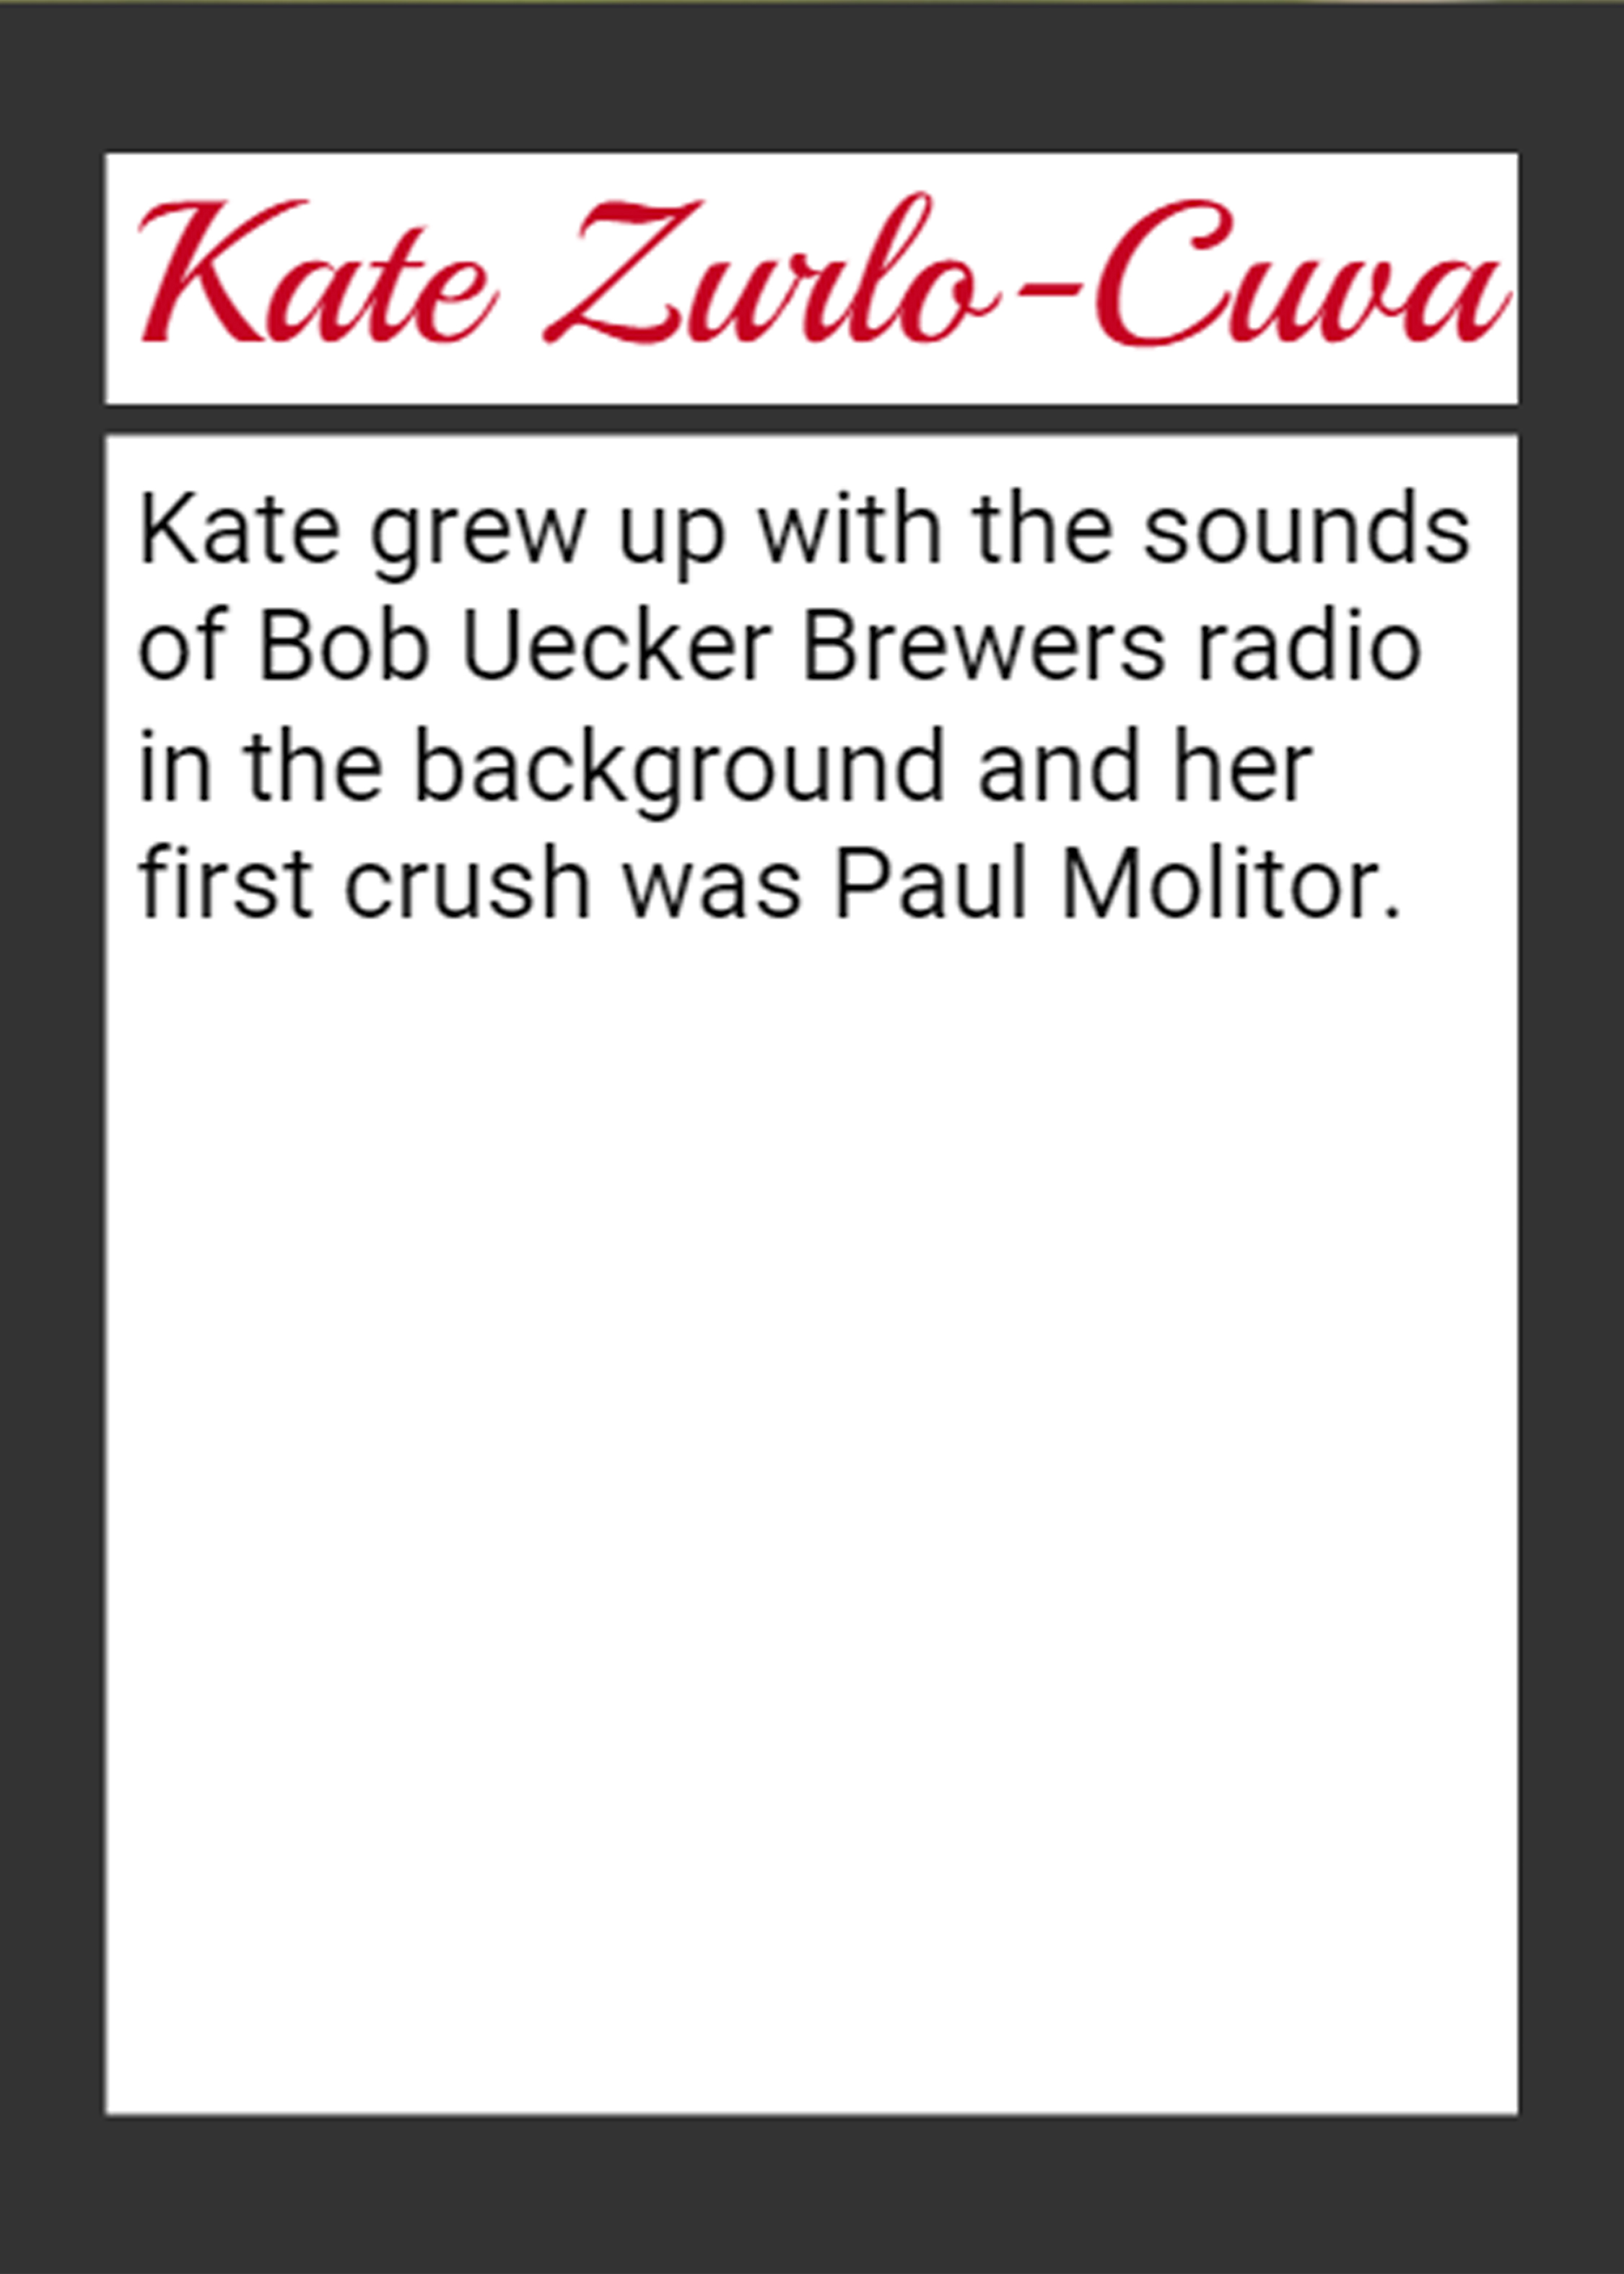 Kate Zurlo-Cwa
Kate grew up with the sounds
of Bob Uecker Brewers radio
in the background and her
first crush was Paul Molitor.